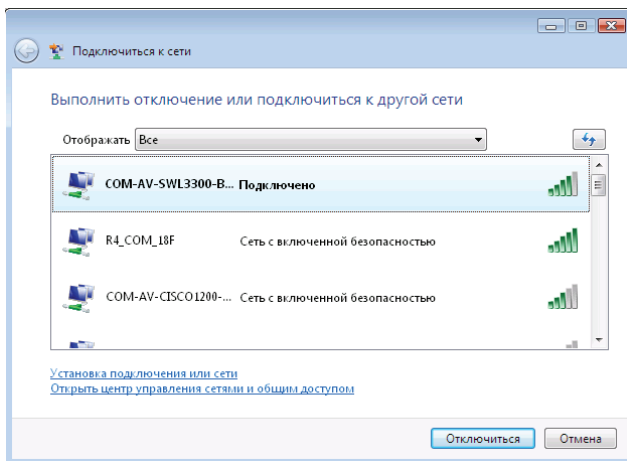 Подключиться к сети
Выполнить отключение или подключиться к другой сети
Отображать Все
COM-AV-SWL3300-B... Подключено
R4_COM_18F Сеть с включенной безопасностью
COM-AV-CISCO1200-... Сеть с включенной безопасностью
Установка подключения или сети
Открыть центр управления сетями и общим доступом
Отключиться Отмена